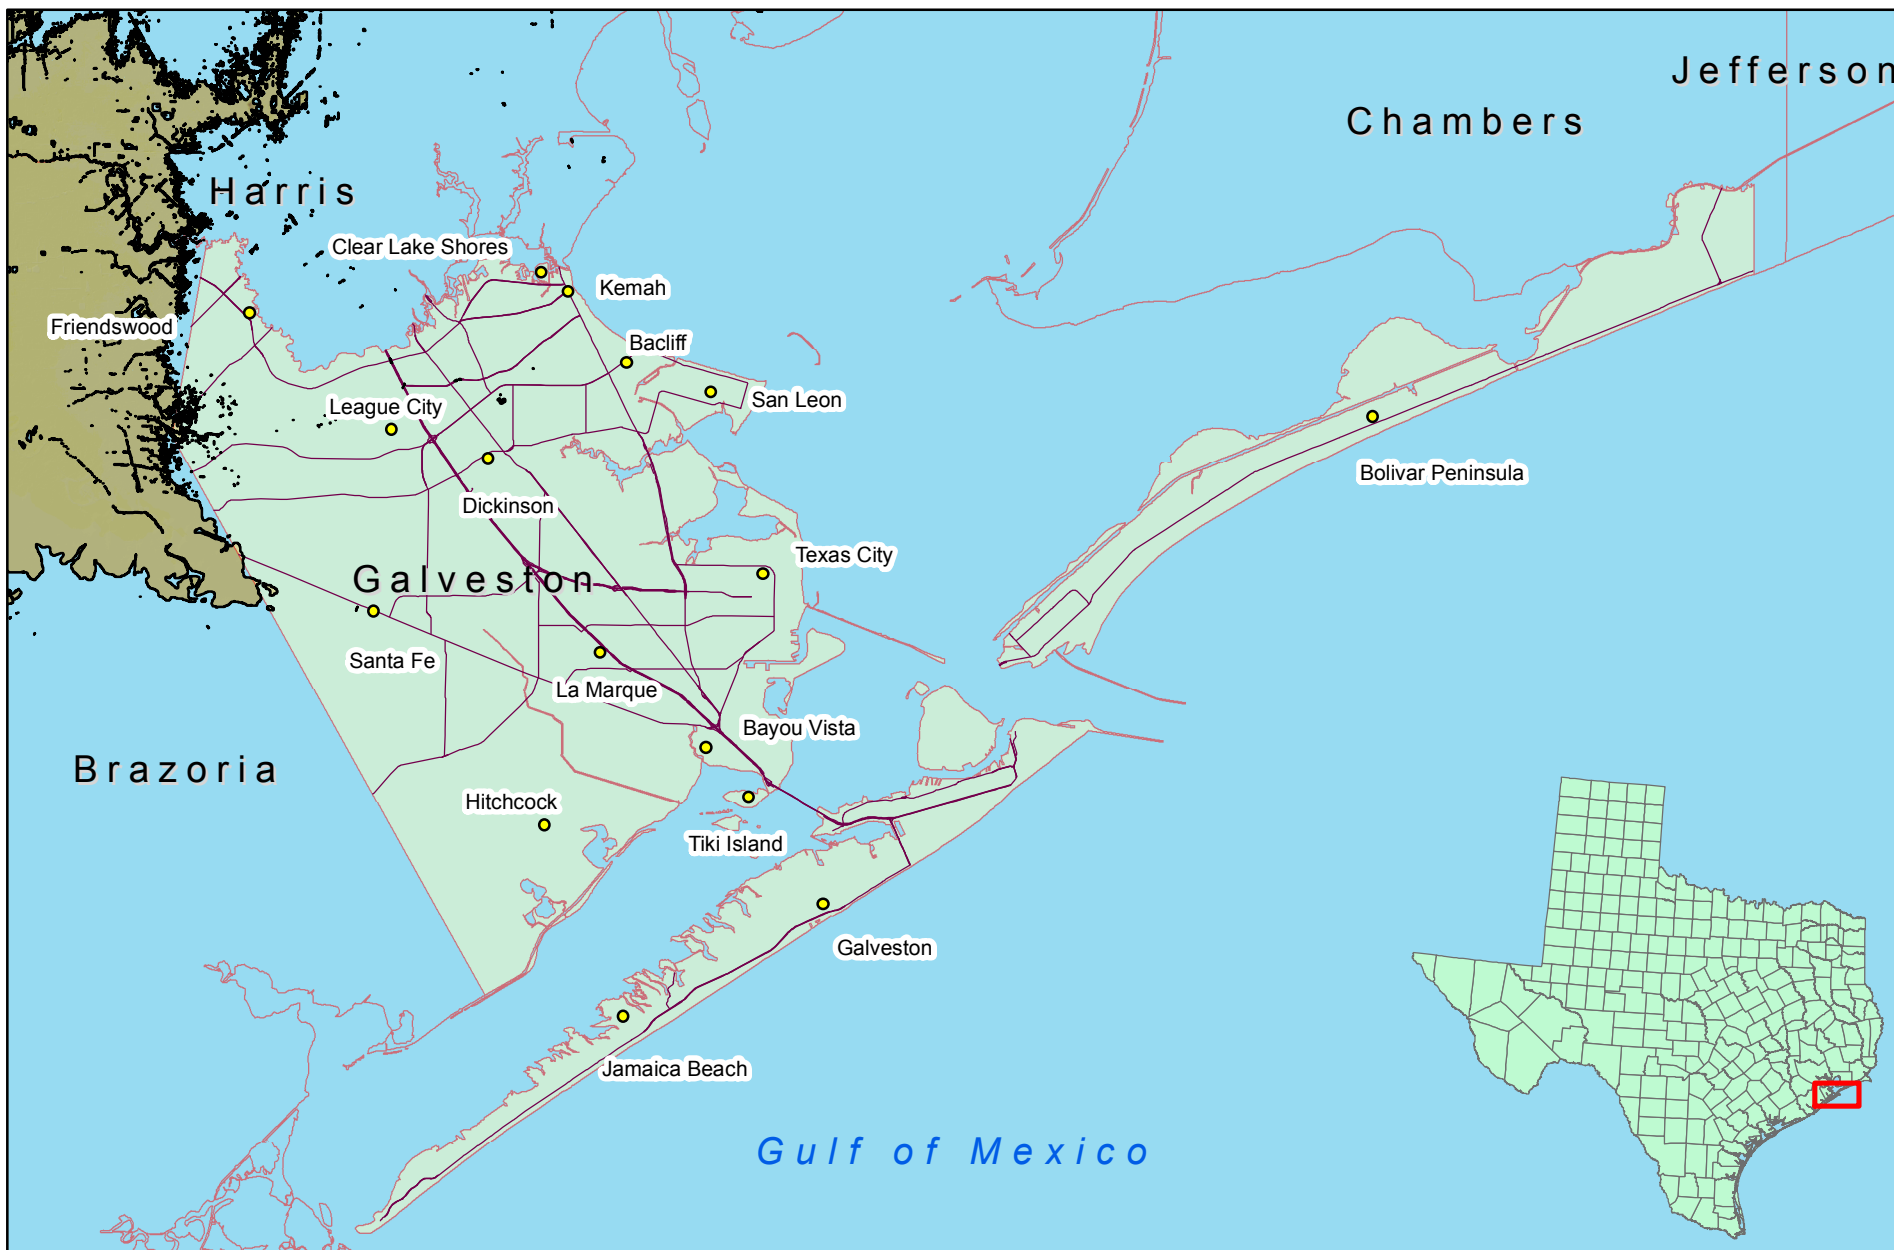 Jefferson
Chambers
Harris
Clear Lake Shores
Kemah
Friendswood
Bacliff
San Leon
League City
Bolivar Peninsula
Dickinson
Texas City
Galveston
Santa Fe
La Marque
Bayou Vista
Brazoria
Hitchcock
Tiki Island
Galveston
Jamaica Beach
Gulf of Mexico